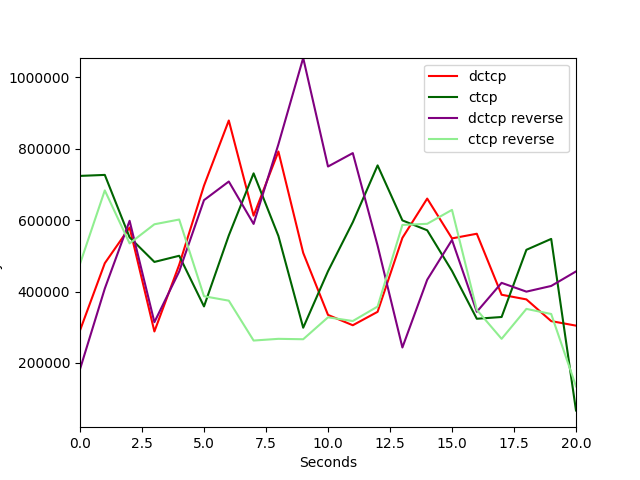 1000000
800000
600000
400000
200000
0.0 2.5 5.0 7.5 10.0 12.5 15.0 17.5 20.0
Seconds
dctcp
ctcp
dctcp reverse
ctcp reverse